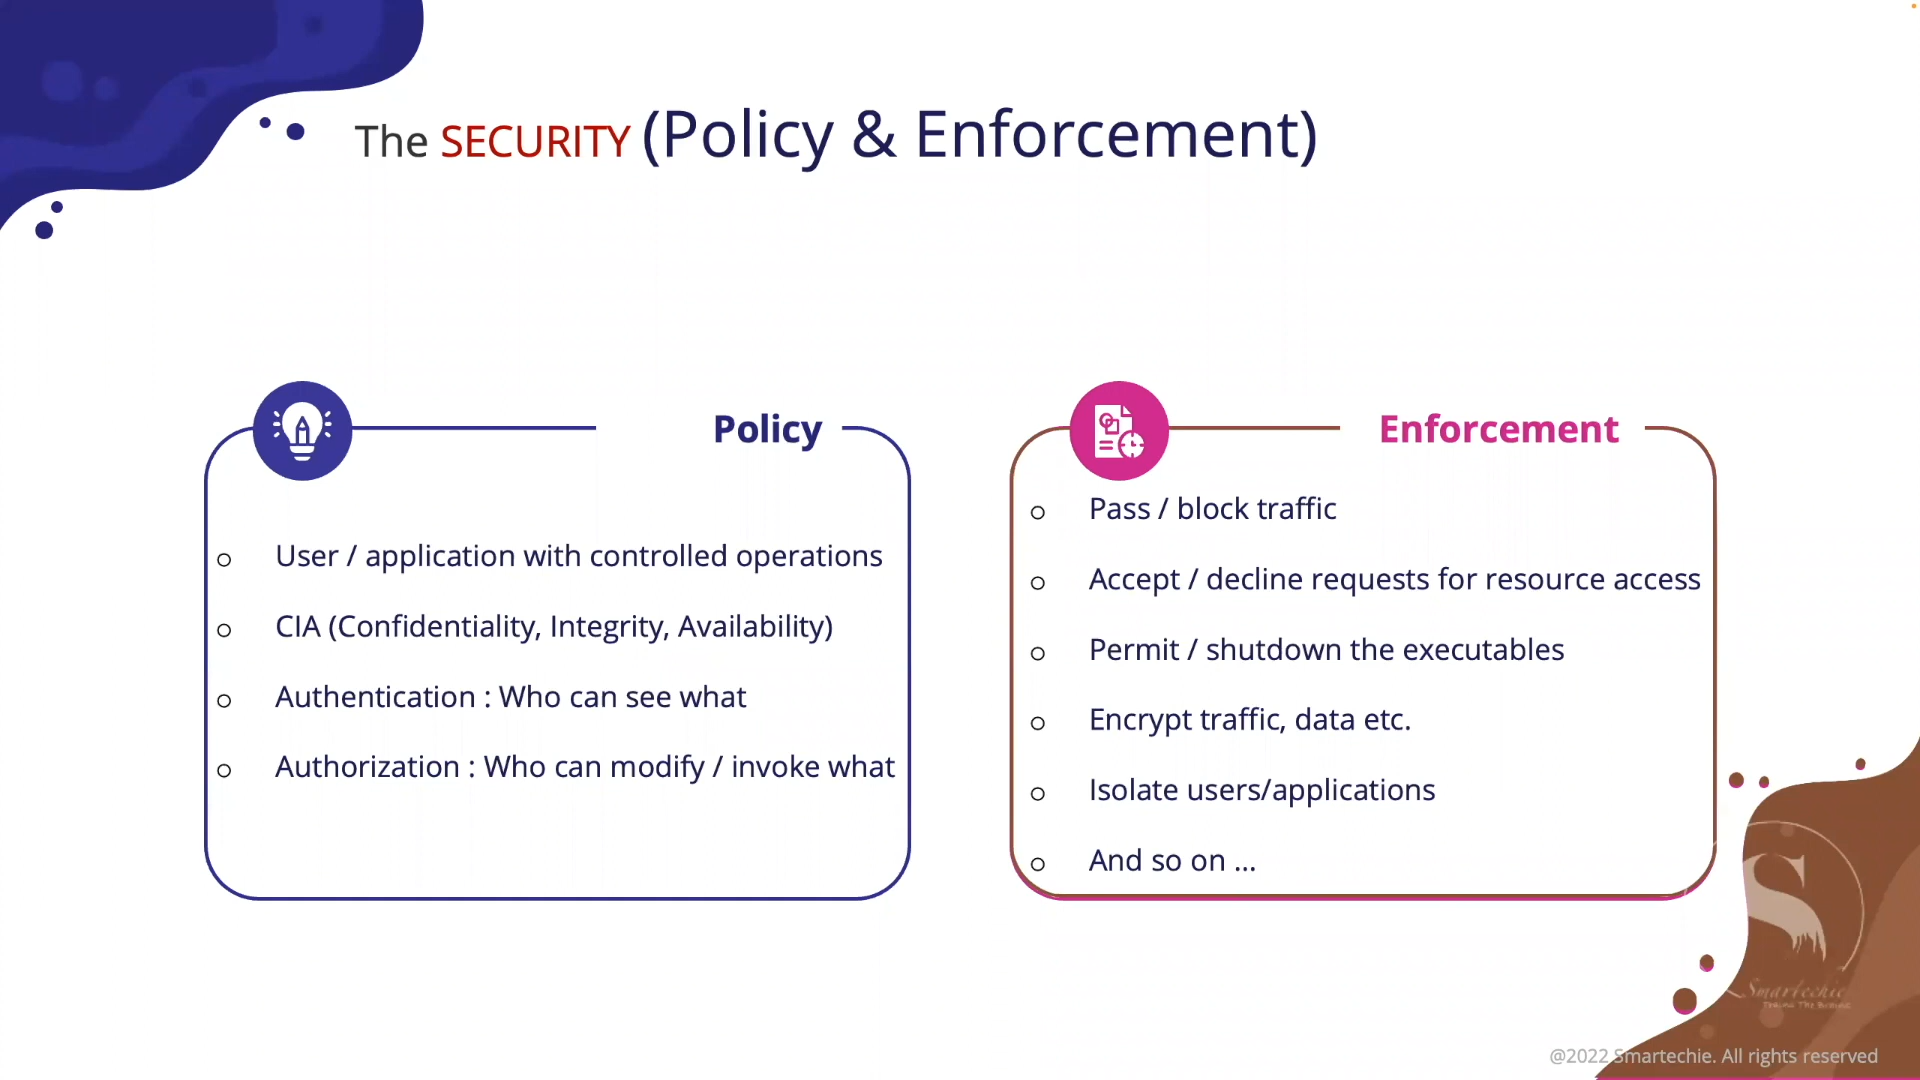 The SECURITY (Policy & Enforcement)
Policy
o User / application with controlled operations
o CIA (Confidentiality, Integrity, Availability)
o Authentication : Who can see what
o Authorization : Who can modify / invoke what
Enforcement
o Pass / block traffic
o Accept / decline requests for resource access
o Permit / shutdown the executables
o Encrypt traffic, data etc.
o Isolate users/applications
o And so on ...
S
Smartechie
@2022 Smartechie. All rights reserved